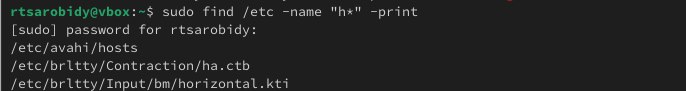 rtsarobidy@vbox:~$ sudo find /etc -name "h*" -print
[sudo] password for rtsarobidy:
/etc/avahi/hosts
/etc/brltty/Contraction/ha.ctb
/etc/brltty/Input/bm/horizontal.kti